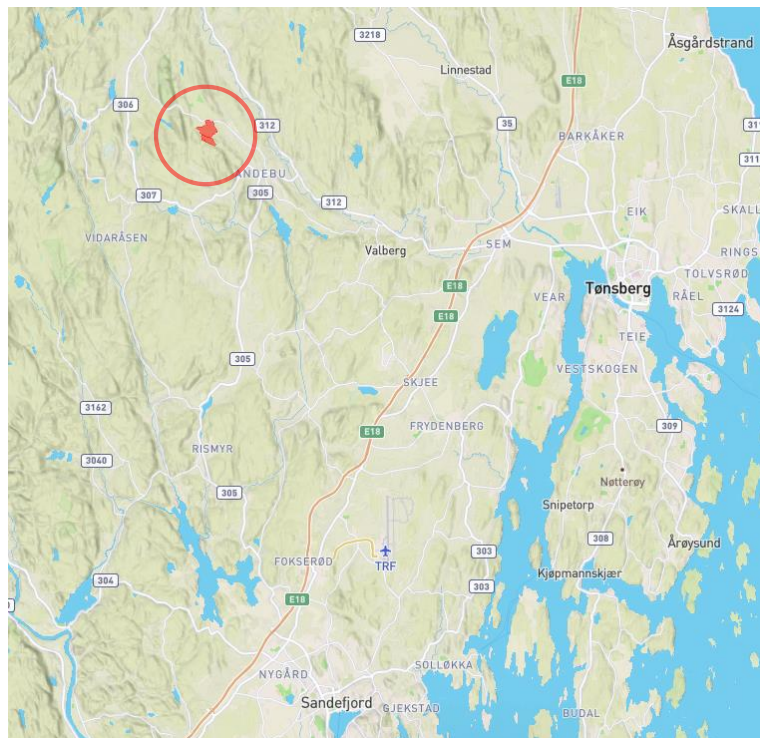 3218
Åsgårdstrand
Linnestad
E18
306
35
311
312
BARKÅKER
3111
ANDEBU
307
305
312
EIK
SKALL
VIDARÅSEN
Valberg
SEM
RINGS
TOLVSRØD
E18
Tønsberg
VEAR
RÅEL
E18
3124
TEIE
305
VESTSKOGEN
SKJEE
3162
FRYDENBERG
309
E18
RISMYR
3040
Nøtterøy
305
Snipetorp
308
Årøysund
303
FOKSERØD
TRF
Kjøpmannskjær
304
303
E18
0
SOLLØKKA
NYGÅRD
Sandefjord
GJEKSTAD
BUDAL